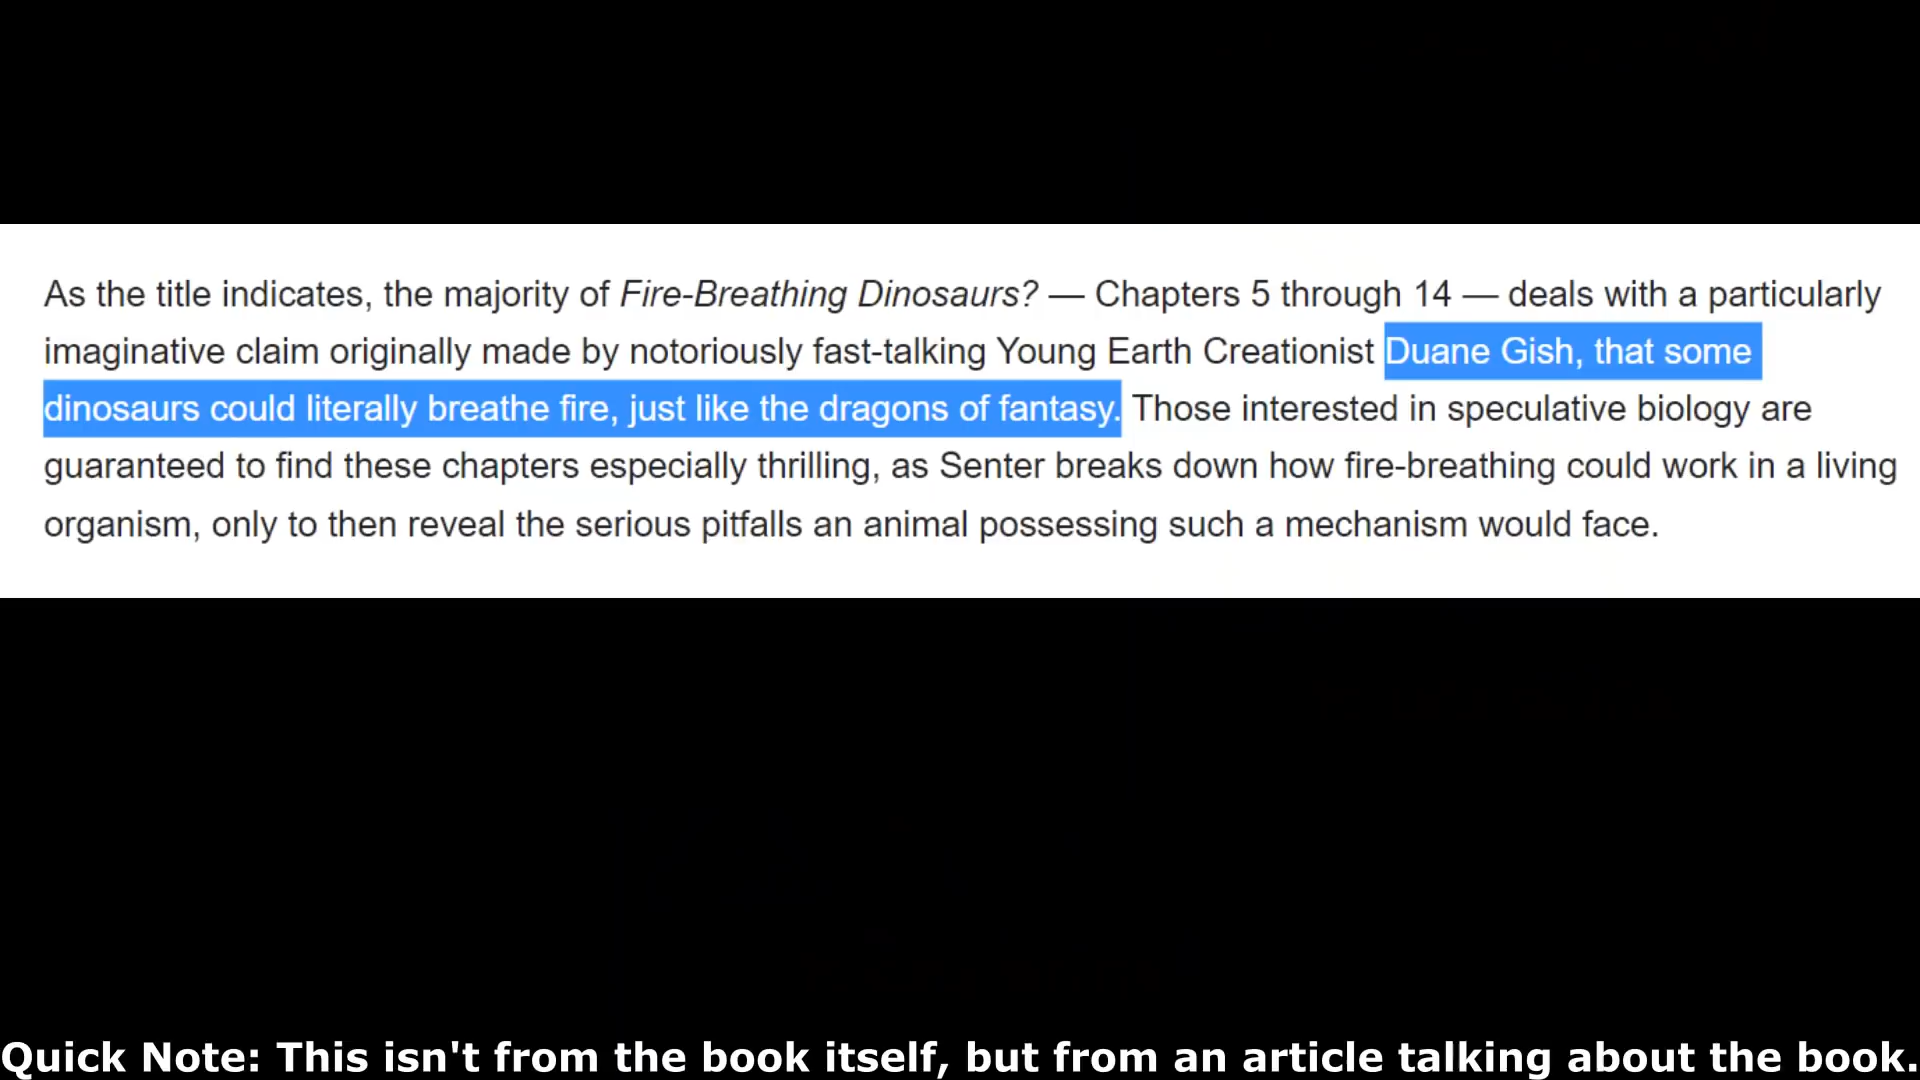 As the title indicates, the majority of Fire-Breathing Dinosaurs? — Chapters 5 through 14 — deals with a particularly
imaginative claim originally made by notoriously fast-talking Young Earth Creationist Duane Gish, that some
dinosaurs could literally breathe fire, just like the dragons of fantasy. Those interested in speculative biology are
guaranteed to find these chapters especially thrilling, as Senter breaks down how fire-breathing could work in a living
organism, only to then reveal the serious pitfalls an animal possessing such a mechanism would face.
Quick Note: This isn't from the book itself, but from an article talking about the book.